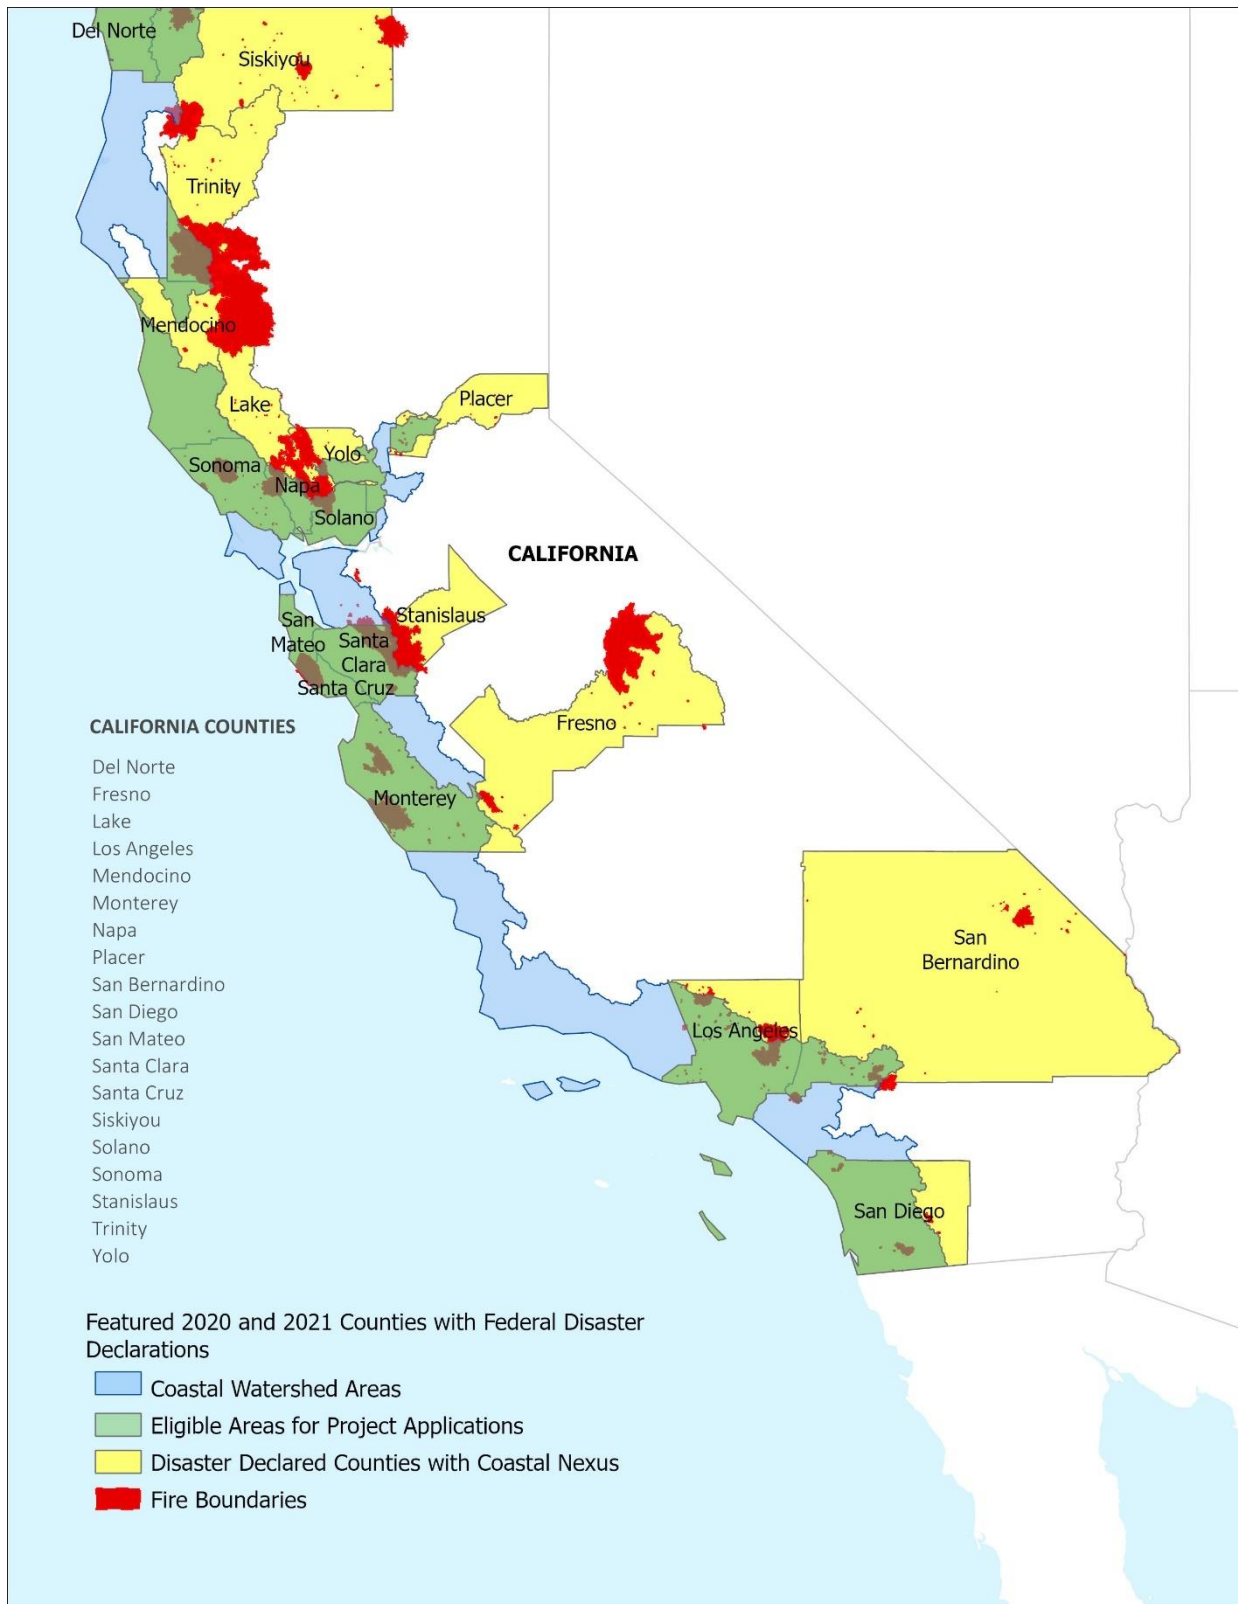 Del Norte
Siskiyou
Trinity
Mendocino
Lake
Placer
Sonoma
Yolo
Napa
Solano
CALIFORNIA
San
Mateo
Stanislaus
Santa
Clara
Santa Cruz
Fresno
Monterey
San
Bernardino
Los Angeles
San Diego
CALIFORNIA COUNTIES
Del Norte
Fresno
Lake
Los Angeles
Mendocino
Monterey
Napa
Placer
San Bernardino
San Diego
San Mateo
Santa Clara
Santa Cruz
Siskiyou
Solano
Sonoma
Stanislaus
Trinity
Yolo
Featured 2020 and 2021 Counties with Federal Disaster
Declarations
Coastal Watershed Areas
Eligible Areas for Project Applications
Disaster Declared Counties with Coastal Nexus
Fire Boundaries